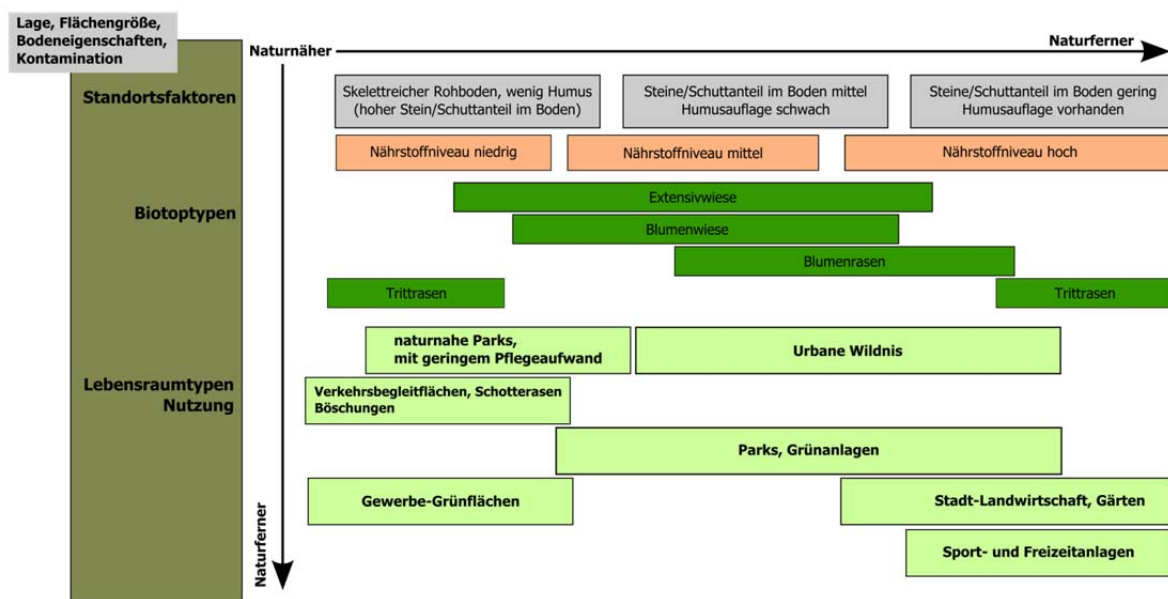 Lage, Flächengröße,
Bodeneigenschaften,
Kontamination
Naturnäher
Naturferner
Standortsfaktoren
Skelettreicher Rohboden, wenig Humus
(hoher Stein/Schuttanteil im Boden)
Steine/Schuttanteil im Boden mittel
Humusauflage schwach
Steine/Schuttanteil im Boden gering
Humusauflage vorhanden
Nährstoffniveau niedrig
Nährstoffniveau mittel
Nährstoffniveau hoch
Biotoptypen
Extensivwiese
Blumenwiese
Blumenrasen
Trittrasen
Trittrasen
Lebensraumtypen
Nutzung
naturnahe Parks,
mit geringem Pflegeaufwand
Urbane Wildnis
Verkehrsbegleitflächen, Schotterasen
Böschungen
Parks, Grünanlagen
Gewerbe-Grünflächen
Stadt-Landwirtschaft, Gärten
Sport- und Freizeitanlagen
Naturferner